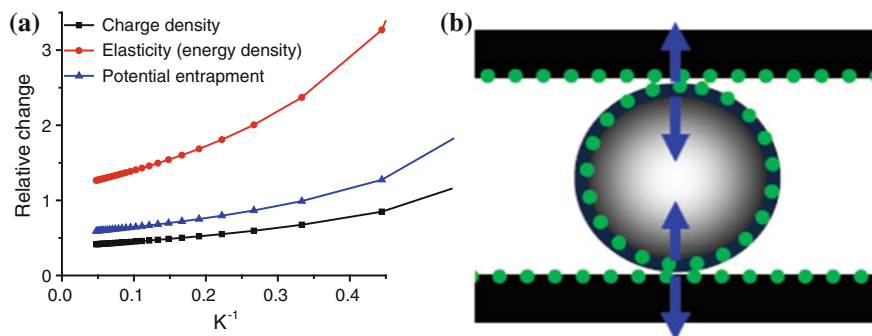 (a)
Charge density
Elasticity (energy density)
Potential entrapment
Relative change
3
2
1
0
0.0 0.1 0.2 0.3 0.4
K⁻¹
(b)